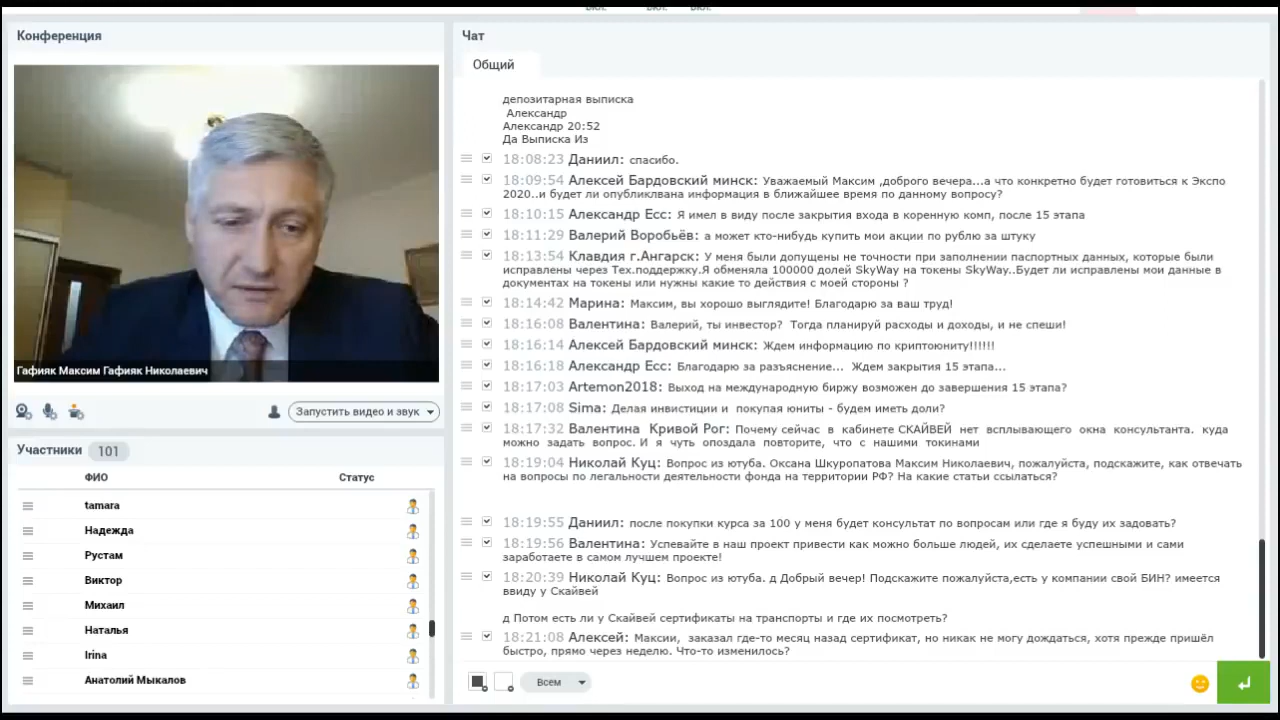 Конференция
Чат
Общий
депозитарная выписка
Александр
Александр 20:52
Да Выписка Из
18:08:23 Даниил: спасибо.
18:09:54 Алексей Бардовский минск: Уважаемый Максим ,доброго вечера...а что конкретно будет готовиться к Экспо
2020..и будет ли опубликлвана информация в ближайшее время по данному вопросу?
18:10:15 Александр Есс: Я имел в виду после закрытия входа в коренную комп, после 15 этапа
18:11:29 Валерий Воробьёв: а может кто-нибудь купить мои акции по рублю за штуку
18:13:54 Клавдия г.Ангарск: У меня были допущены не точности при заполнении паспортных данных, которые были
исправлены через Тех.поддержку.Я обменяла 100000 долей SkyWay на токены SkyWay..Будет ли исправлены мои данные в
документах на токены или нужны какие то действия с моей стороны ?
18:14:42 Марина: Максим, вы хорошо выглядите! Благодарю за ваш труд!
18:16:08 Валентина: Валерий, ты инвестор? Тогда планируй расходы и доходы, и не спеши!
18:16:14 Алексей Бардовский минск: Ждем информацию по криптоюниту!!!!!!
18:16:18 Александр Есс: Благодарю за разъяснение... Ждем закрытия 15 этапа...
18:17:03 Artemon2018: Выход на международную биржу возможен до завершения 15 этапа?
18:17:08 Sima: Делая инвестиции и покупая юниты - будем иметь доли?
18:17:32 Валентина Кривой Рог: Почему сейчас в кабинете СКАЙВЕЙ нет всплывающего окна консультанта. куда
можно задать вопрос. И я чуть опоздала повторите, что с нашими токинами
18:19:04 Николай Куц: Вопрос из ютуба. Оксана Шкуропатова Максим Николаевич, пожалуйста, подскажите, как отвечать
на вопросы по легальности деятельности фонда на территории РФ? На какие статьи ссылаться?
18:19:55 Даниил: после покупки курса за 100 у меня будет консультат по вопросам или где я буду их задовать?
18:19:56 Валентина: Успевайте в наш проект привести как можно больше людей, их сделаете успешными и сами
заработаете в самом лучшем проекте!
18:20:39 Николай Куц: Вопрос из ютуба. д Добрый вечер! Подскажите пожалуйста,есть у компании свой БИН? имеется
ввиду у Скайвей
д Потом есть ли у Скайвей сертификаты на транспорты и где их посмотреть?
18:21:08 Алексей: Максии, заказал где-то месяц назад сертификат, но никак не могу дождаться, хотя прежде пришёл
быстро, прямо через неделю. Что-то изменилось?
Всем
Гафияк Максим Гафияк Николаевич
Запустить видео и звук
Участники 101
ФИО Статус
tamara
Надежда
Рустам
Виктор
Михаил
Наталья
Irina
Анатолий Мыкалов